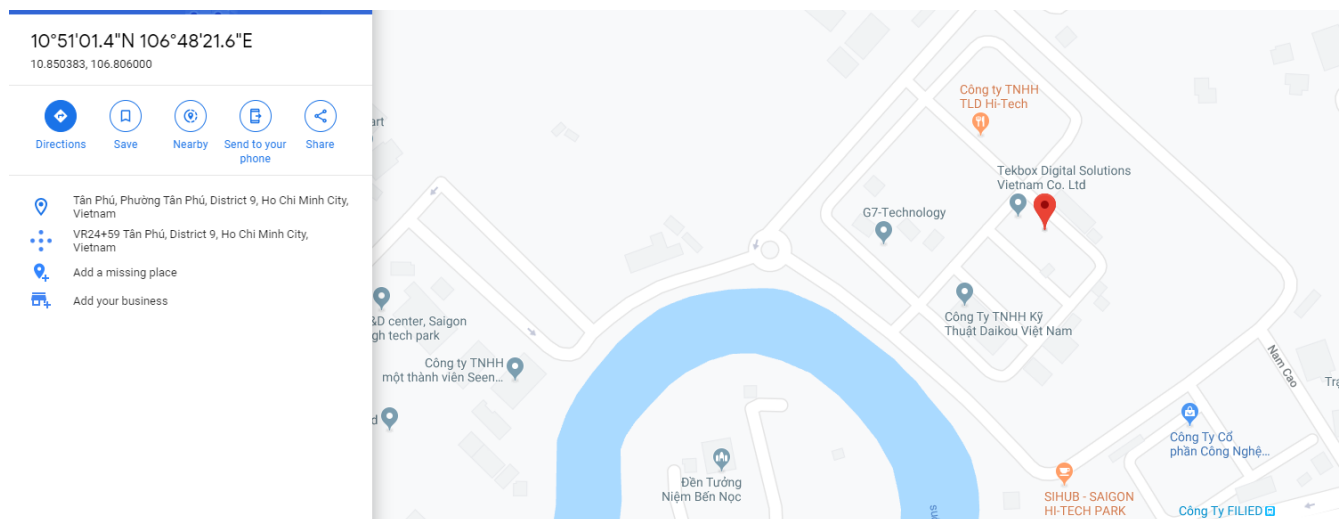 10°51'01.4"N 106°48'21.6"E
10.850383, 106.806000
Directions
Save
Nearby
Send to your
phone
Share
Tân Phú, Phường Tân Phú, District 9, Ho Chi Minh City,
Vietnam
VR24+59 Tân Phú, District 9, Ho Chi Minh City,
Vietnam
Add a missing place
Add your business
Công ty TNHH
TLD Hi-Tech
art
Tekbox Digital Solutions
Vietnam Co. Ltd
G7-Technology
&D center, Saigon
gh tech park
Công Ty TNHH Kỹ
Thuật Daikou Việt Nam
Công ty TNHH
một thành viên Seen...
Nam Cao
Trạ
d
Công Ty Cổ
phần Công Nghệ...
Đền Tưởng
Niệm Bến Nọc
SIHUB - SAIGON
HI-TECH PARK
Công Ty FILIED